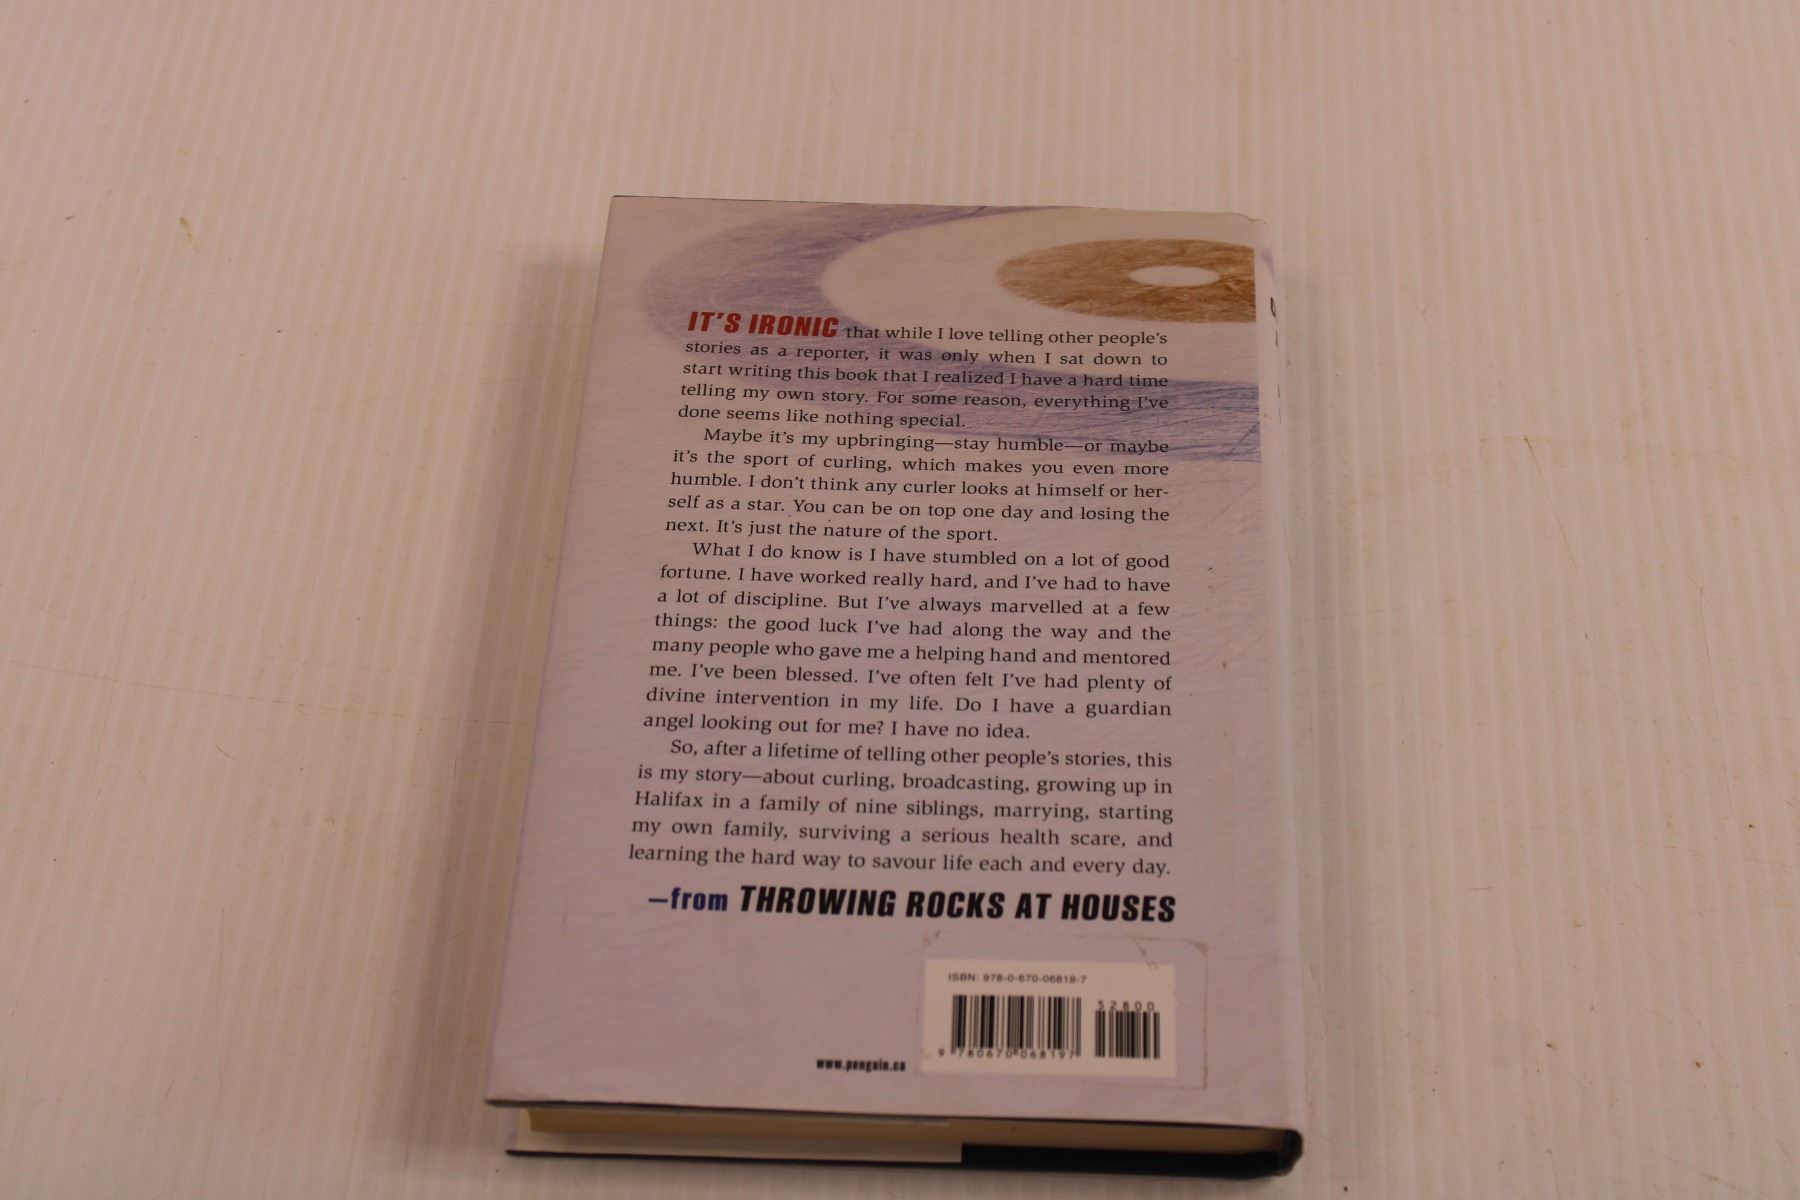 IT'S IRONIC that while I love telling other people's
stories as a reporter, it was only when I sat down to
start writing this book that I realized I have a hard time
telling my own story. For some reason, everything I've
done seems like nothing special.
Maybe it's my upbringing—stay humble—or maybe
it's the sport of curling, which makes you even more
humble. I don't think any curler looks at himself or her-
self as a star. You can be on top one day and losing the
next. It's just the nature of the sport.
What I do know is I have stumbled on a lot of good
fortune. I have worked really hard, and I've had to have
a lot of discipline. But I've always marvelled at a few
things: the good luck I've had along the way and the
many people who gave me a helping hand and mentored
me. I've been blessed. I've often felt I've had plenty of
divine intervention in my life. Do I have a guardian
angel looking out for me? I have no idea.
So, after a lifetime of telling other people's stories, this
is my story—about curling, broadcasting, growing up in
Halifax in a family of nine siblings, marrying, starting
my own family, surviving a serious health scare, and
learning the hard way to savour life each and every day.
—from THROWING ROCKS AT HOUSES
ISBN: 978-0-670-06819-7
52800
9 780670 068197
www.penguin.ca